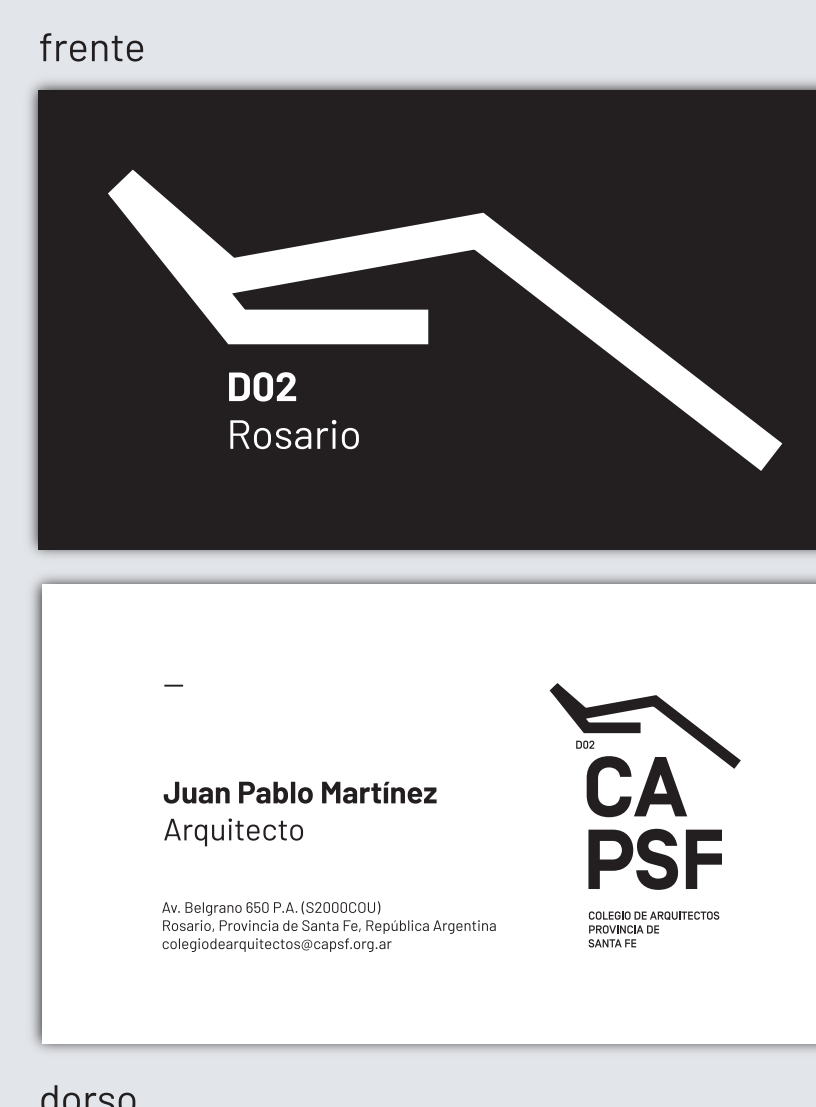 frente
D02
Rosario
Juan Pablo Martínez
Arquitecto
Av. Belgrano 650 P.A. (S2000COU)
Rosario, Provincia de Santa Fe, República Argentina
colegiodearquitectos@capsf.org.ar
D02
CA
PSF
COLEGIO DE ARQUITECTOS
PROVINCIA DE
SANTA FE
dorso